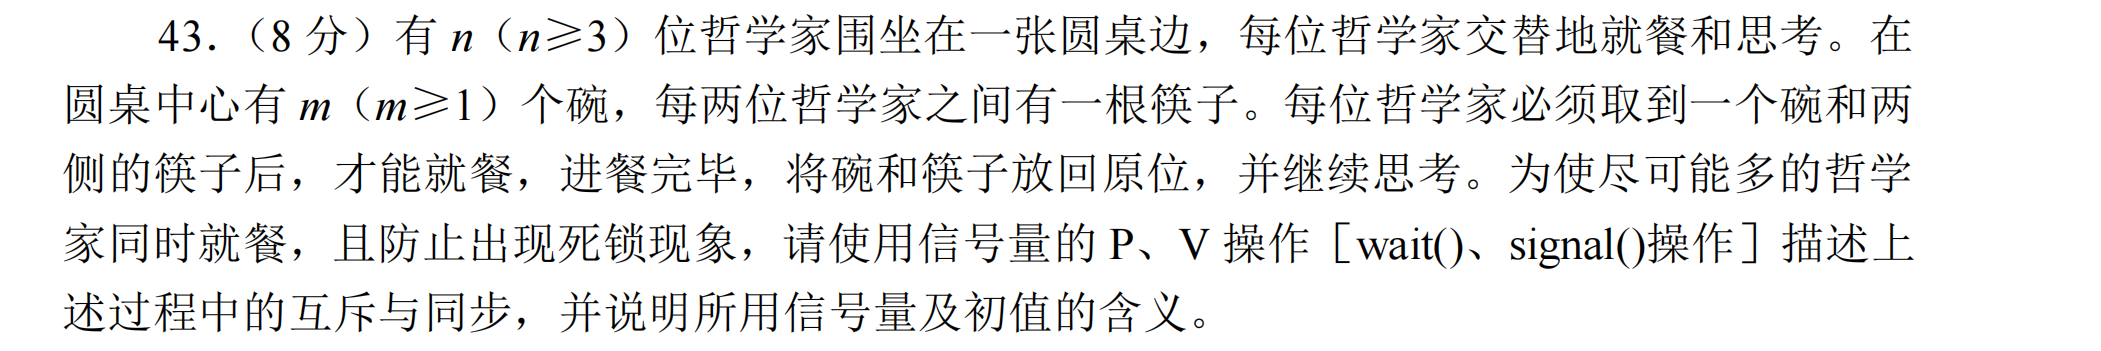 43.（8 分）有 n（n≥3）位哲学家围坐在一张圆桌边，每位哲学家交替地就餐和思考。在
圆桌中心有 m（m≥1）个碗，每两位哲学家之间有一根筷子。每位哲学家必须取到一个碗和两
侧的筷子后，才能就餐，进餐完毕，将碗和筷子放回原位，并继续思考。为使尽可能多的哲学
家同时就餐，且防止出现死锁现象，请使用信号量的 P、V 操作［wait()、signal()操作］描述上
述过程中的互斥与同步，并说明所用信号量及初值的含义。